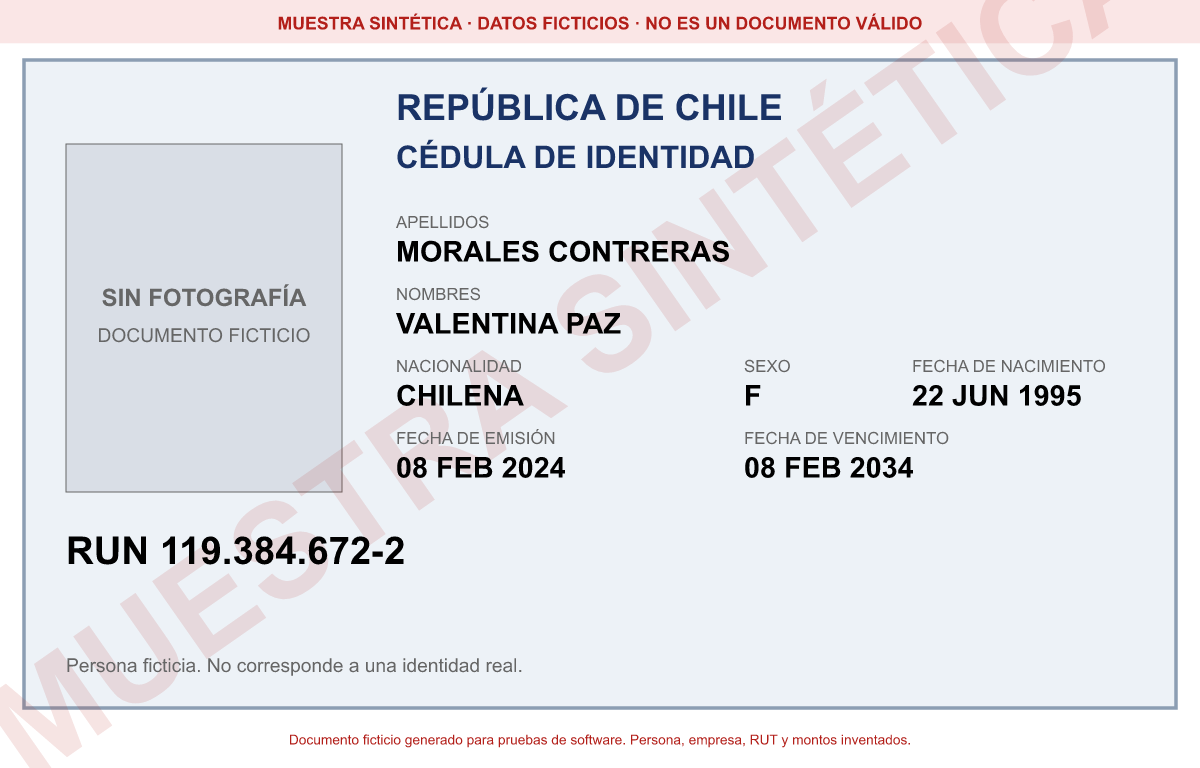 MUESTRA SINTÉTICA · DATOS FICTICIOS · NO ES UN DOCUMENTO VÁLIDO
REPÚBLICA DE CHILE
CÉDULA DE IDENTIDAD
SIN FOTOGRAFÍA
DOCUMENTO FICTICIO
APELLIDOS
MORALES CONTRERAS
NOMBRES
VALENTINA PAZ
NACIONALIDAD SEXO FECHA DE NACIMIENTO
CHILENA F 22 JUN 1995
FECHA DE EMISIÓN FECHA DE VENCIMIENTO
08 FEB 2024 08 FEB 2034
RUN 119.384.672-2
Persona ficticia. No corresponde a una identidad real.
MUESTRA SINTÉTICA
Documento ficticio generado para pruebas de software. Persona, empresa, RUT y montos inventados.